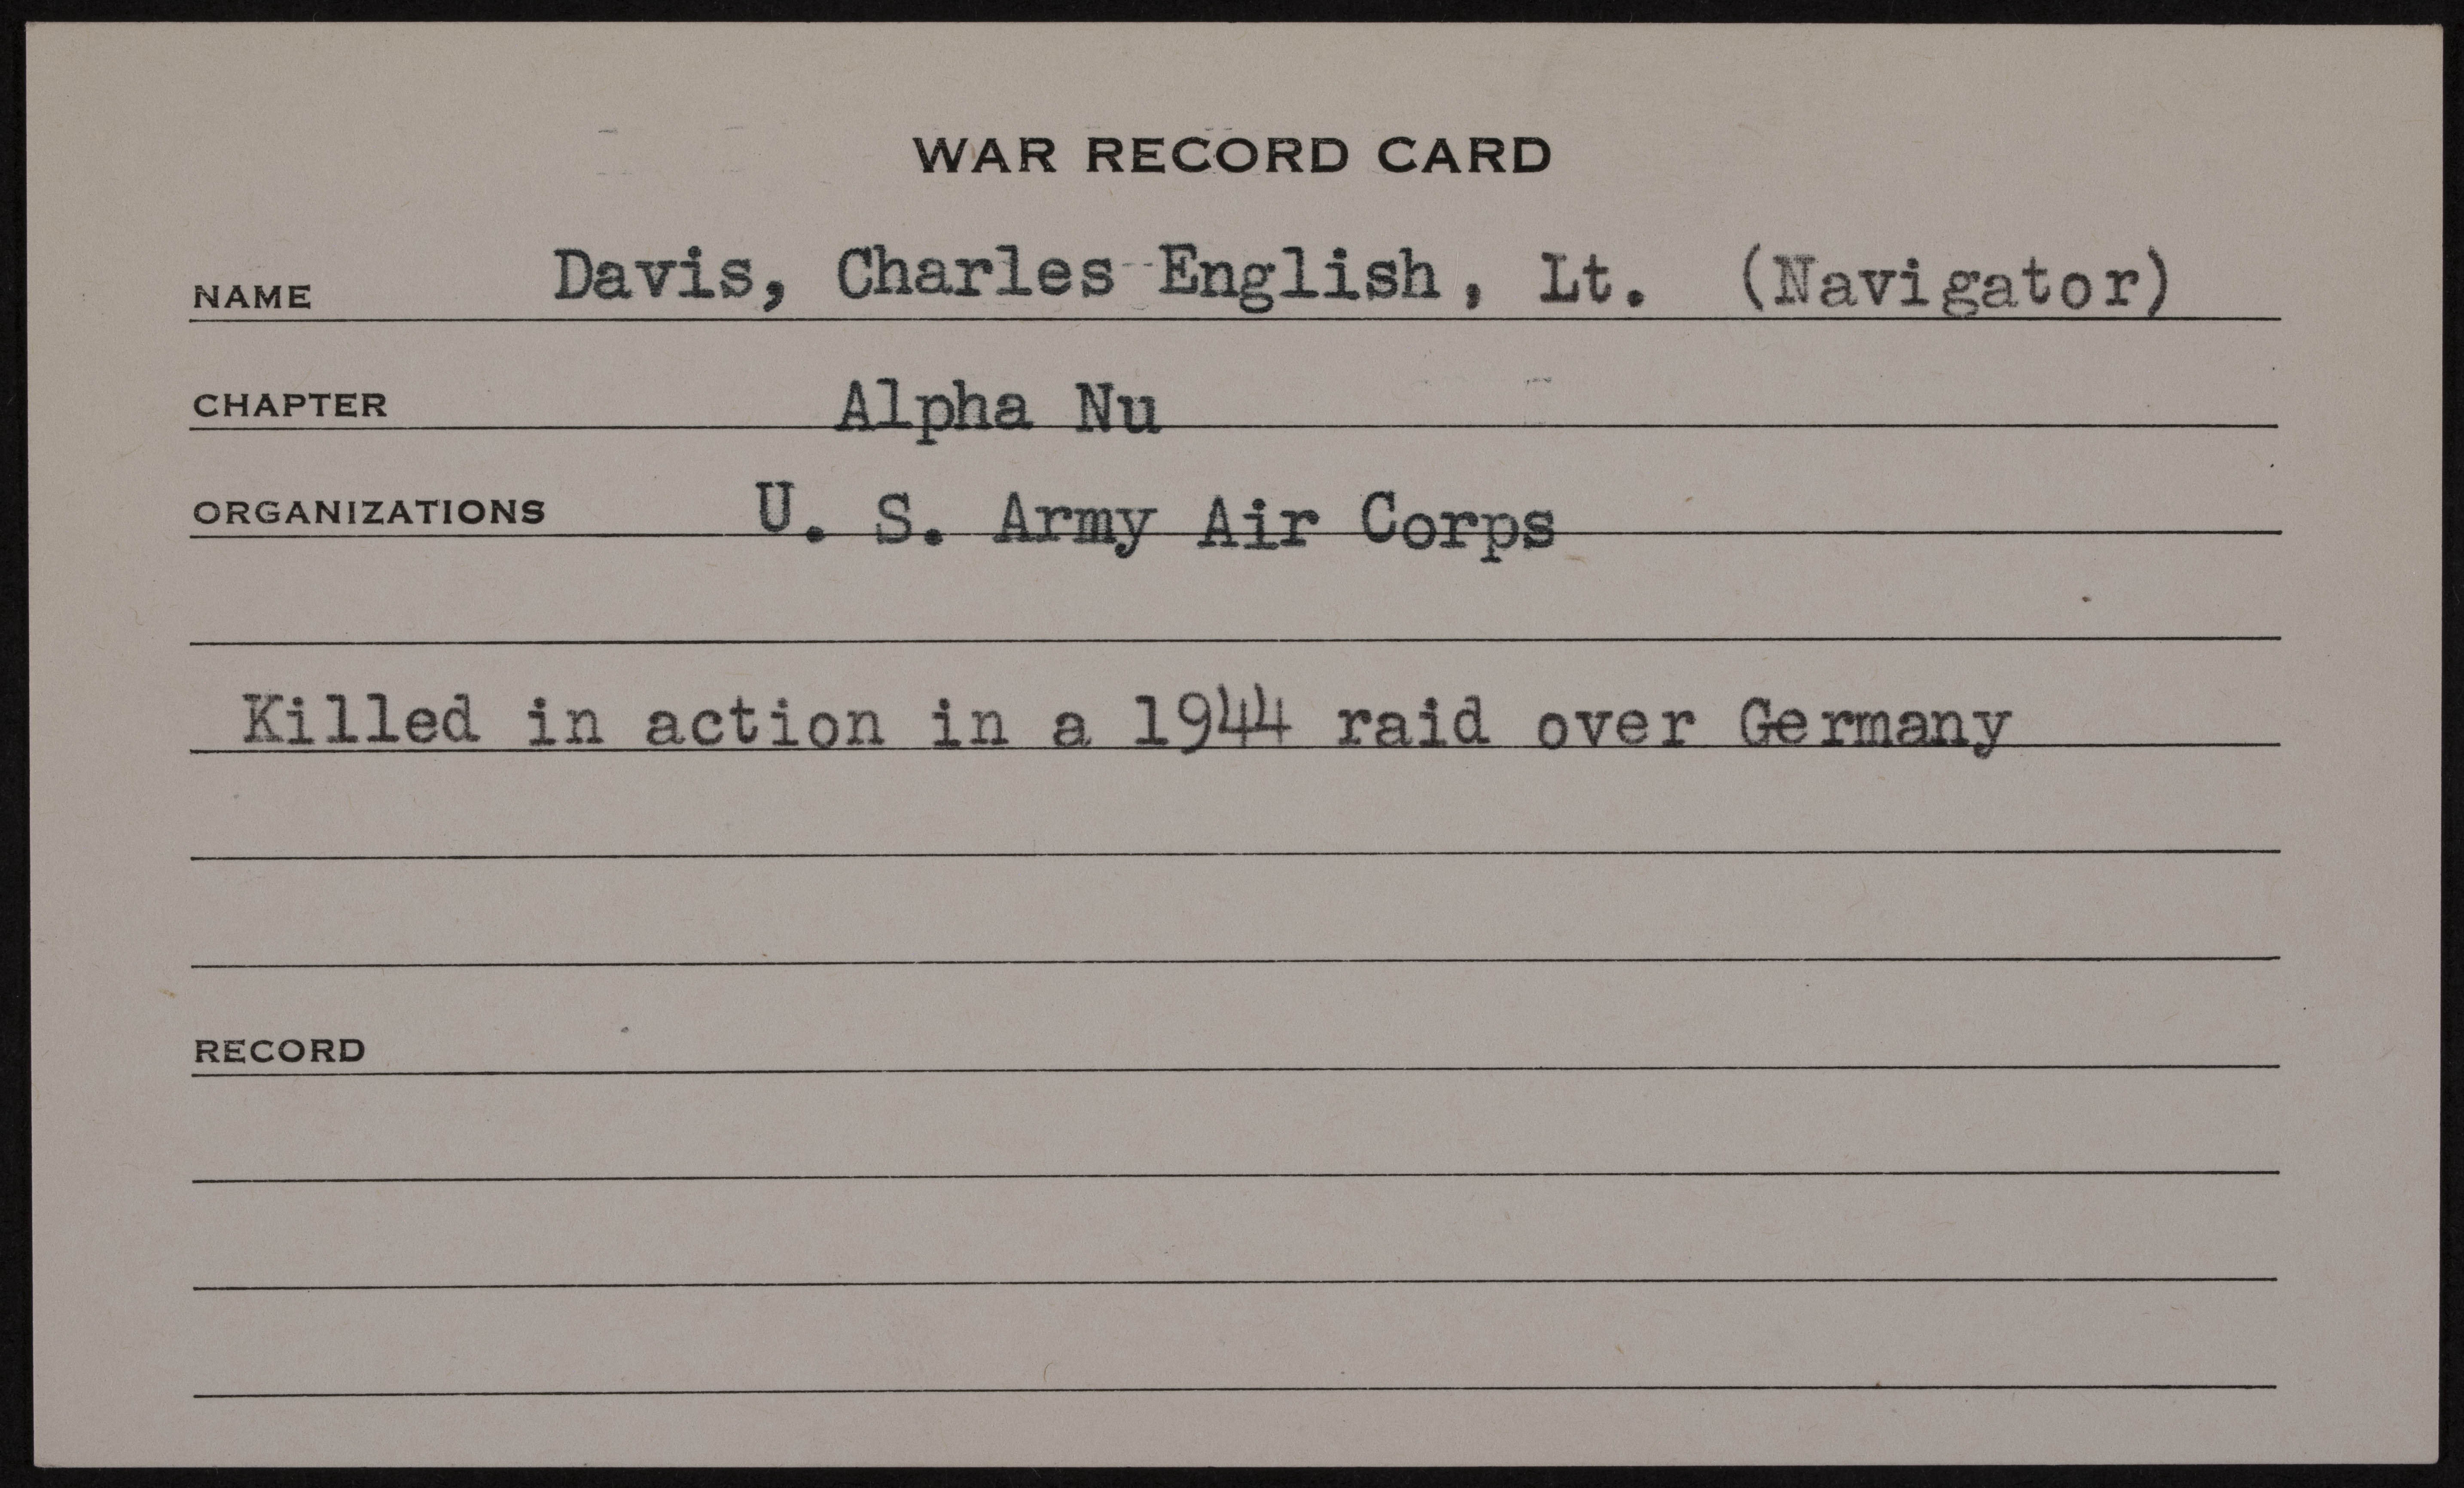 WAR RECORD CARD
NAME Davis, Charles English, Lt. (Navigator)
CHAPTER Alpha Nu
ORGANIZATIONS U. S. Army Air Corps
Killed in action in a 1944 raid over Germany
RECORD